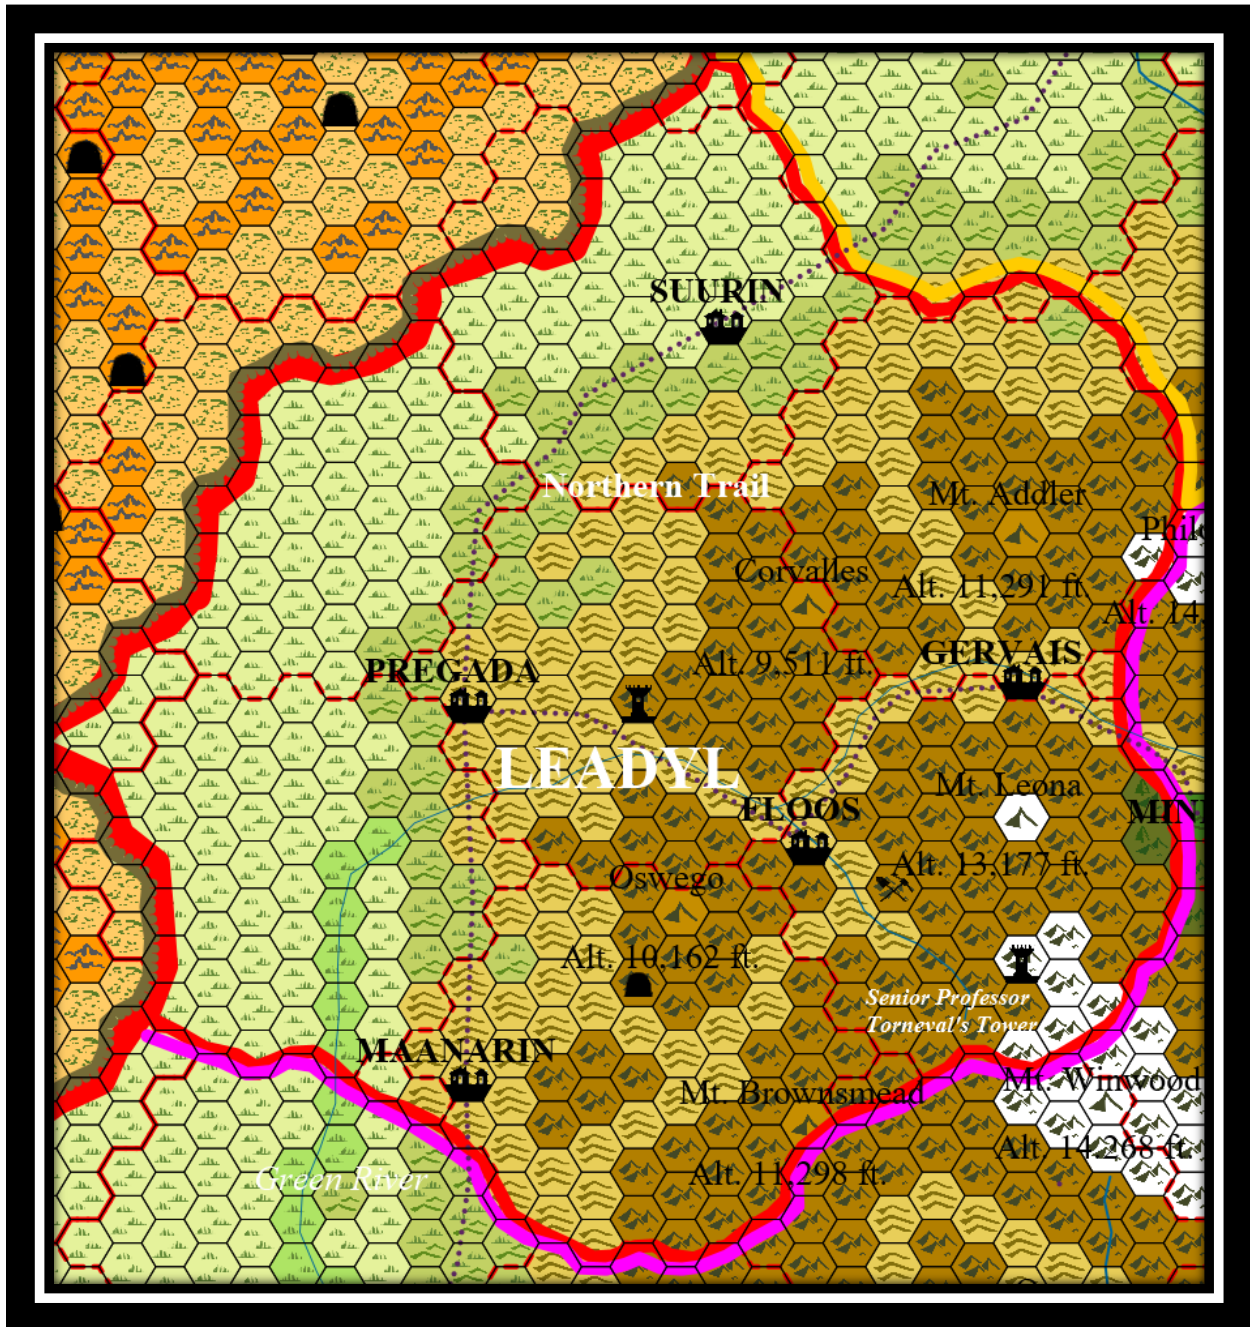 SUURIN
Northern Trail
Mt. Addler
Corvalles
Alt. 11,291 ft.
Alt. 14,
Alt. 9,511 ft.
GERVAIS
PREGADA
LEADYL
Mt. Leona
FLOOS
Alt. 13,177 ft.
Oswego
Alt. 10,162 ft.
Senior Professor
Torneval's Tower
MAANARIN
Mt. Winwood
Mt. Brownsmead
Alt. 14,268 ft.
Green River
Alt. 11,298 ft.